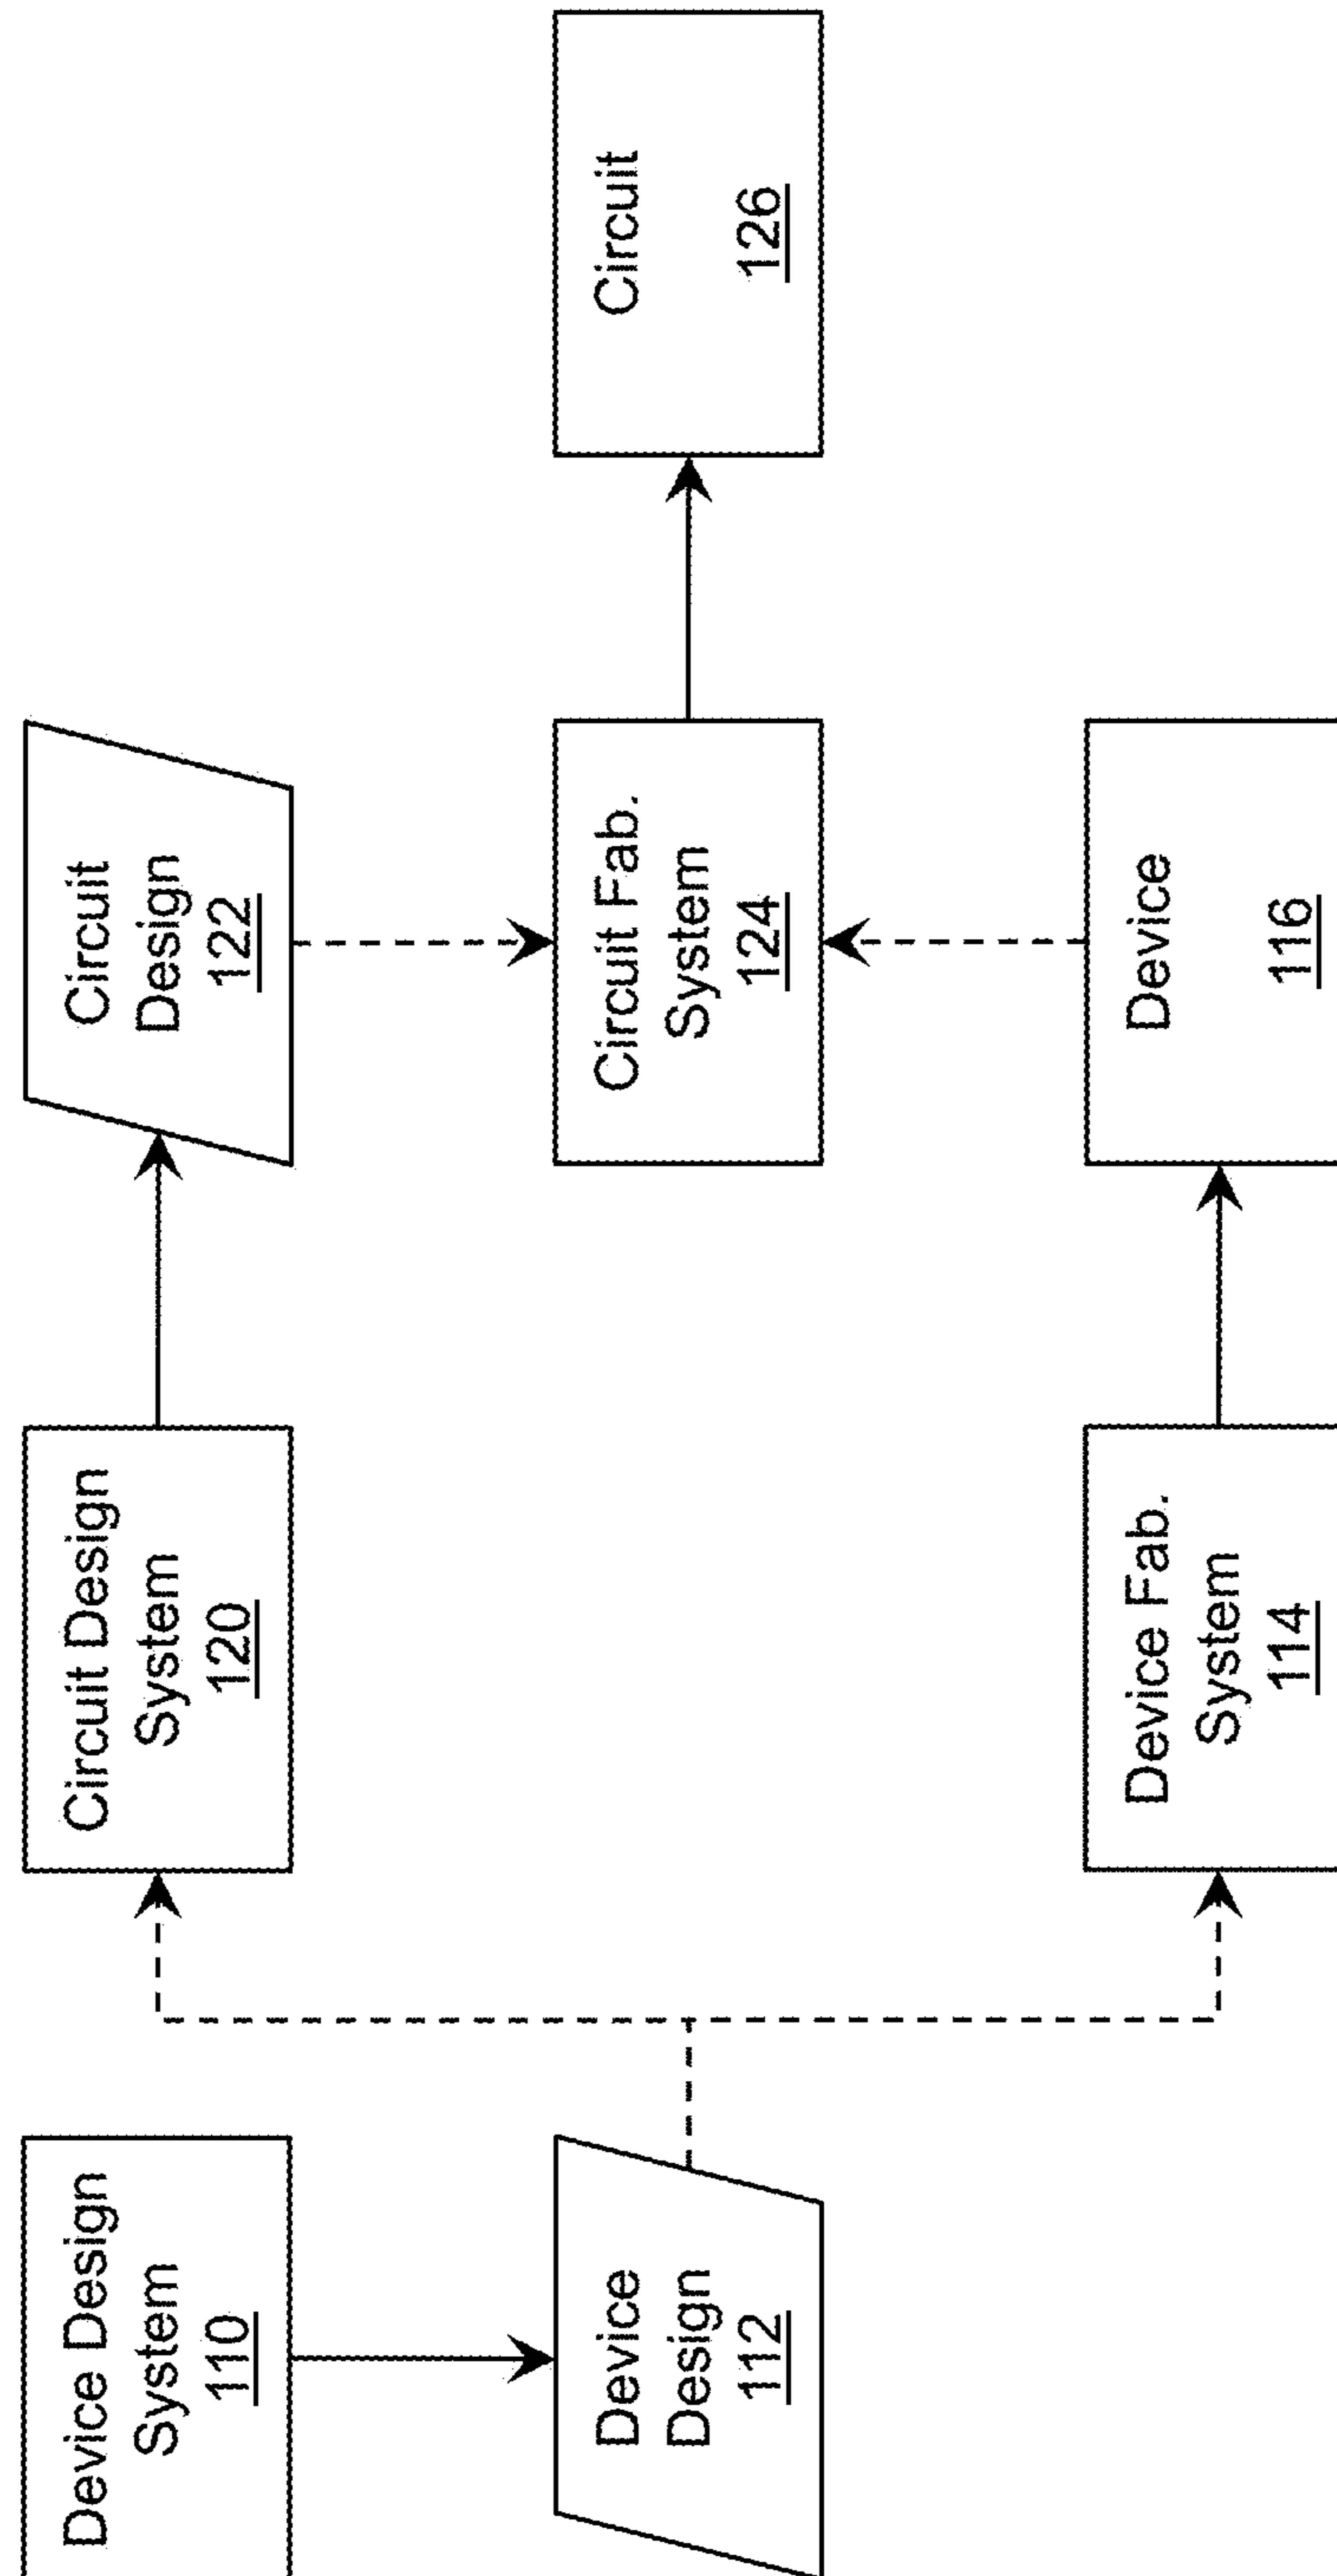 Device Design
System
110
Device
Design
112
Circuit Design
System
120
Device Fab.
System
114
Circuit
Design
122
Circuit Fab.
System
124
Device
116
Circuit
126